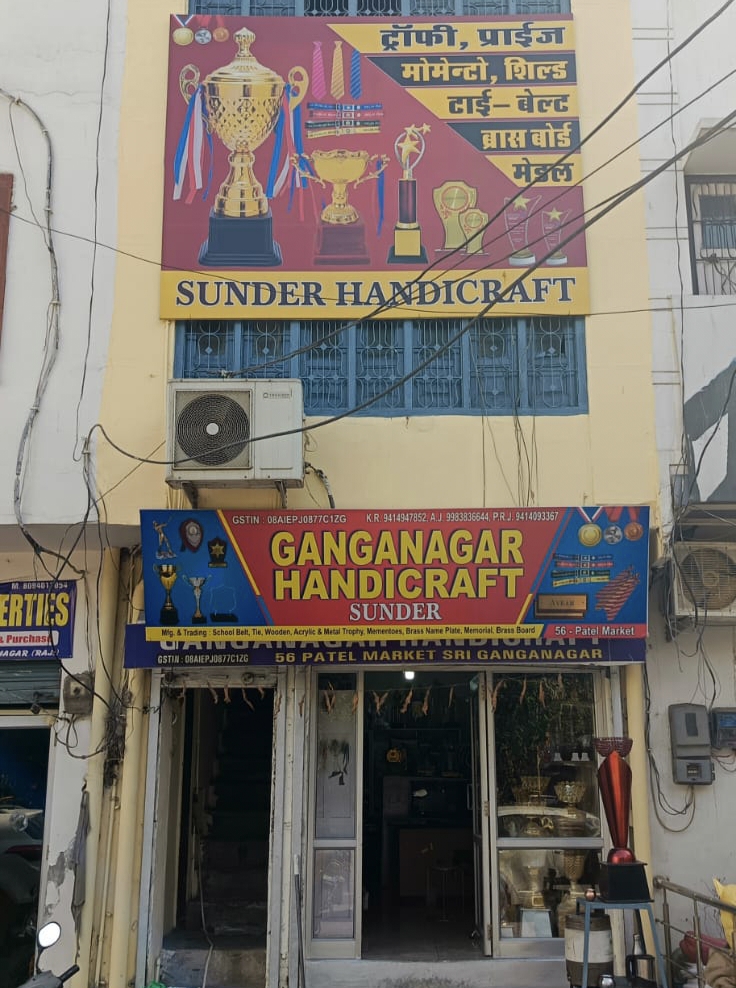 ट्रॉफी, प्राईज
मोमेन्टो, शिल्ड
टाई- बेल्ट
ब्रास बोर्ड
मेडल
SUNDER HANDICRAFT
GSTIN : 08AIEPJ0877C1ZG K.R. 9414947852, A.J. 9983836644, P.R.J. 9414093367
GANGANAGAR
HANDICRAFT
SUNDER
Mfg. & Trading : School Belt, Tie, Wooden, Acrylic & Metal Trophy, Mementoes, Brass Name Plate, Memorial, Brass Board
56 - Patel Market
GANGANAGAR HANDICRAFT
GSTIN : 08AIEPJ0877C1ZG 56 PATEL MARKET SRI GANGANAGAR
ERTIES
& Purchase
NAGAR (RAJ.)